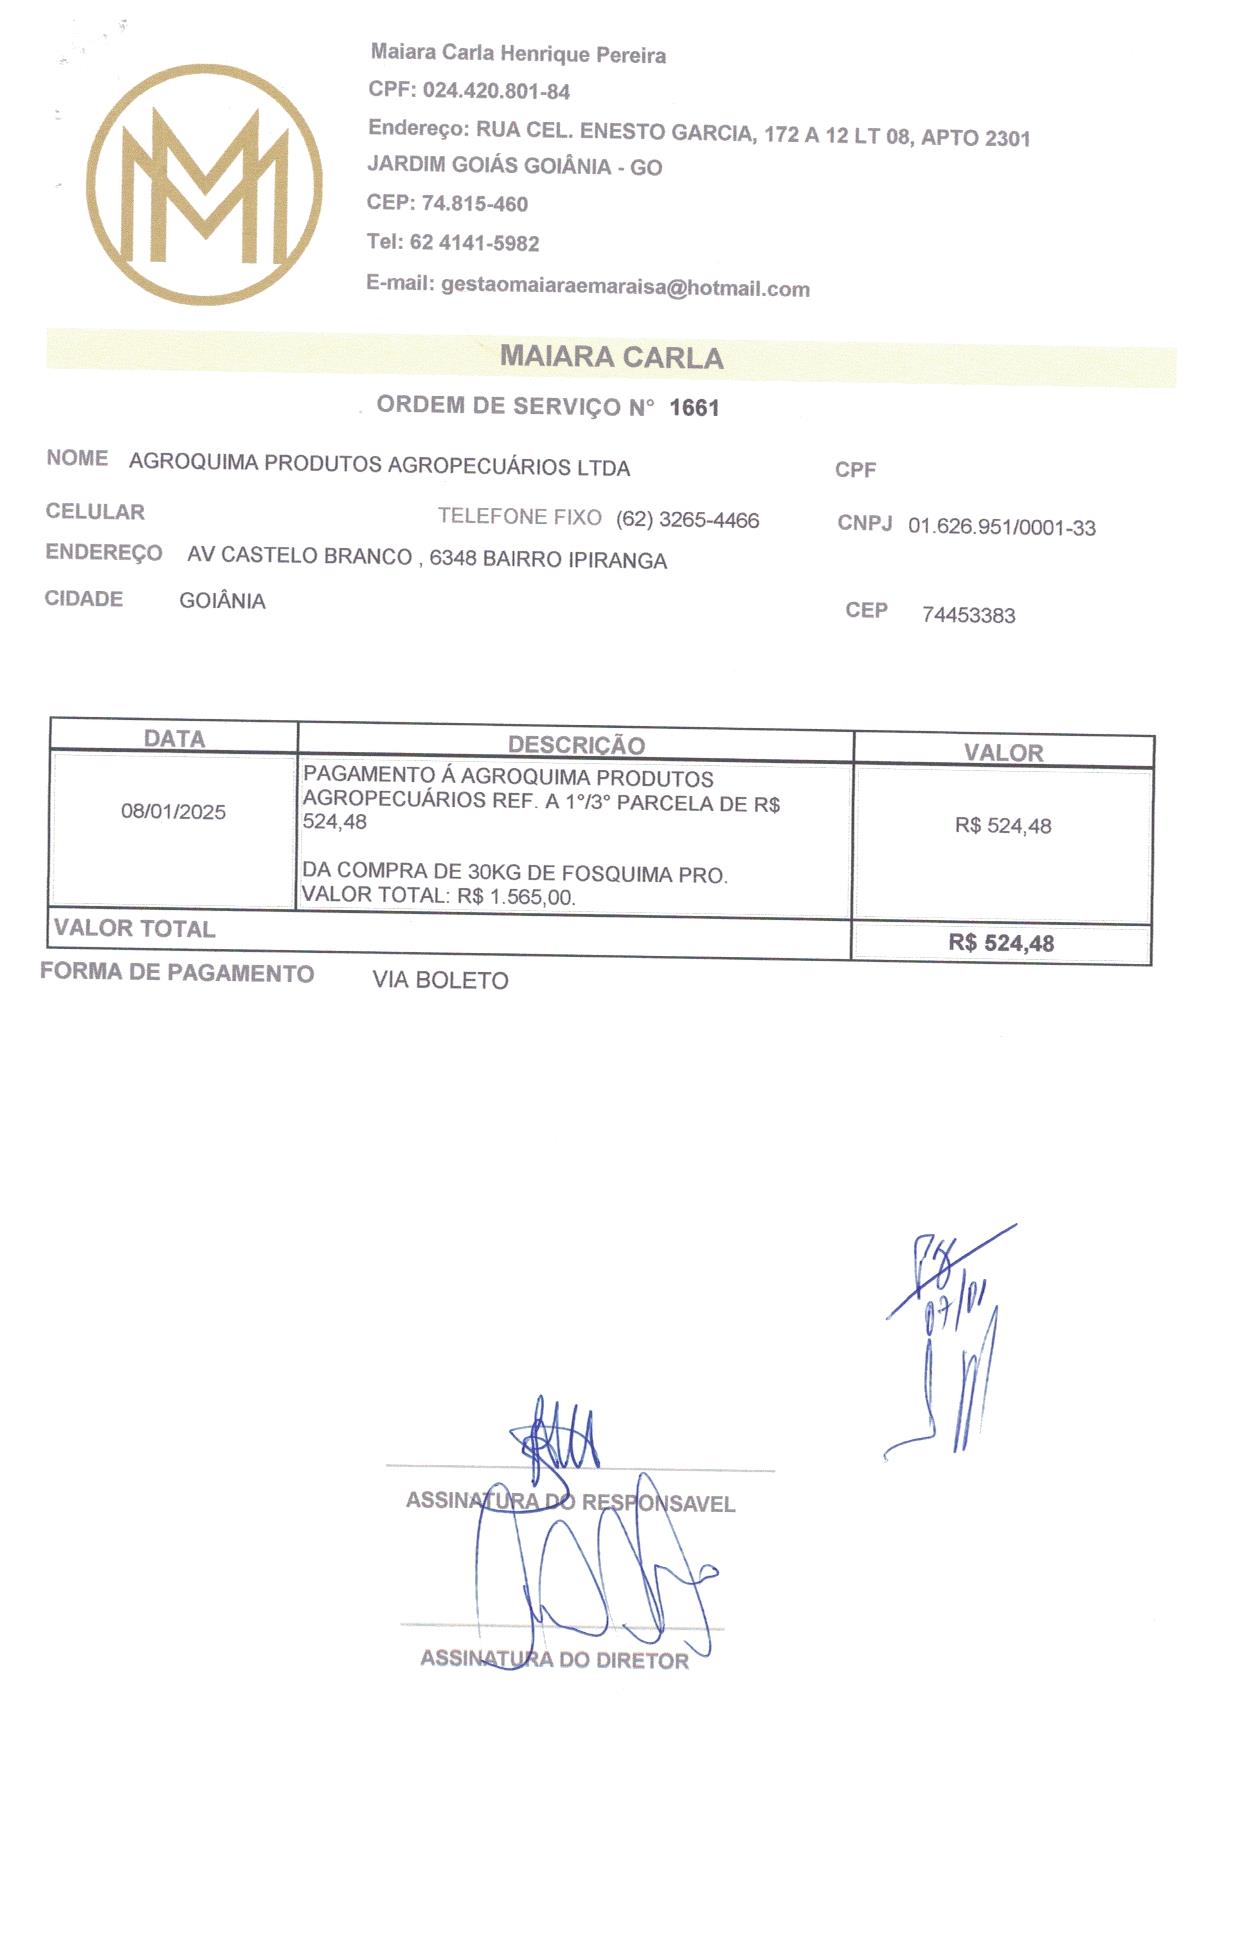 Maiara Carla Henrique Pereira
CPF: 024.420.801-84
Endereço: RUA CEL. ENESTO GARCIA, 172 A 12 LT 08, APTO 2301
JARDIM GOIÁS GOIÂNIA - GO
CEP: 74.815-460
Tel: 62 4141-5982
E-mail: gestaomaiaraemaraisa@hotmail.com
MAIARA CARLA
ORDEM DE SERVIÇO N° 1661
NOME AGROQUIMA PRODUTOS AGROPECUÁRIOS LTDA CPF
CELULAR TELEFONE FIXO (62) 3265-4466 CNPJ 01.626.951/0001-33
ENDEREÇO AV CASTELO BRANCO , 6348 BAIRRO IPIRANGA
CIDADE GOIÂNIA CEP 74453383
DATA DESCRIÇÃO VALOR
PAGAMENTO Á AGROQUIMA PRODUTOS
08/01/2025 AGROPECUÁRIOS REF. A 1°/3° PARCELA DE R$ R$ 524,48
524,48
DA COMPRA DE 30KG DE FOSQUIMA PRO.
VALOR TOTAL: R$ 1.565,00.
VALOR TOTAL R$ 524,48
FORMA DE PAGAMENTO VIA BOLETO
07/01
ASSINATURA DO RESPONSAVEL
ASSINATURA DO DIRETOR